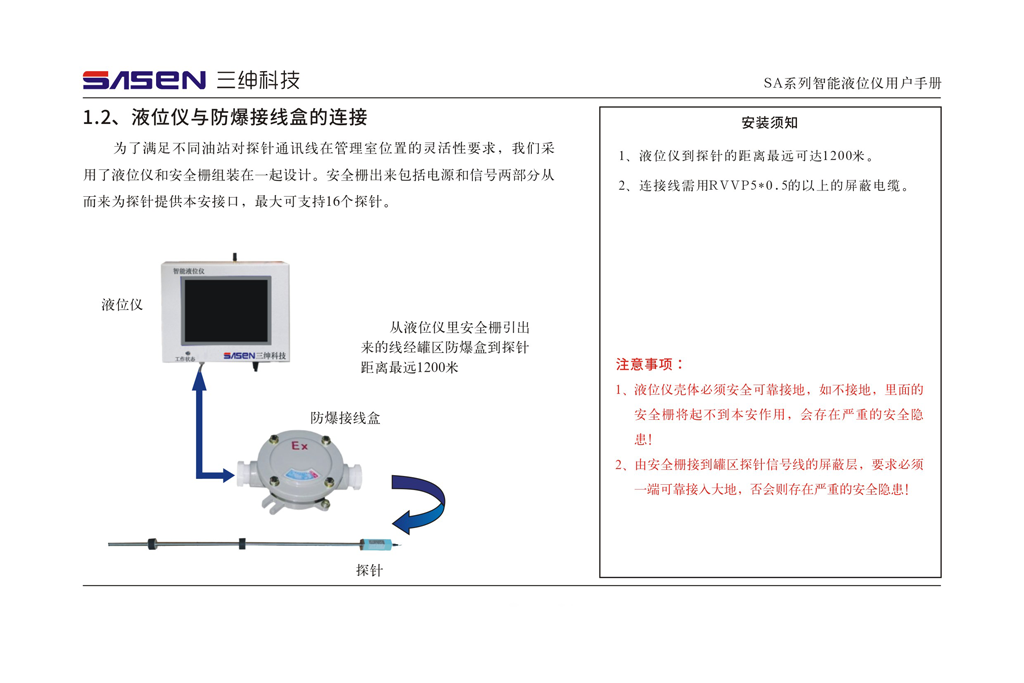 SASEN 三绅科技
SA系列智能液位仪用户手册
1.2、液位仪与防爆接线盒的连接
为了满足不同油站对探针通讯线在管理室位置的灵活性要求，我们采
用了液位仪和安全栅组装在一起设计。安全栅出来包括电源和信号两部分从
而来为探针提供本安接口，最大可支持16个探针。
智能液位仪
液位仪
工作状态
SASEN三绅科技
从液位仪里安全栅引出
来的线经罐区防爆盒到探针
距离最远1200米
防爆接线盒
Ex
探针
安装须知
1、液位仪到探针的距离最远可达1200米。
2、连接线需用RVVP5*0.5的以上的屏蔽电缆。
注意事项：
1、液位仪壳体必须安全可靠接地，如不接地，里面的
安全栅将起不到本安作用，会存在严重的安全隐
患！
2、由安全栅接到罐区探针信号线的屏蔽层，要求必须
一端可靠接入大地，否会则存在严重的安全隐患！